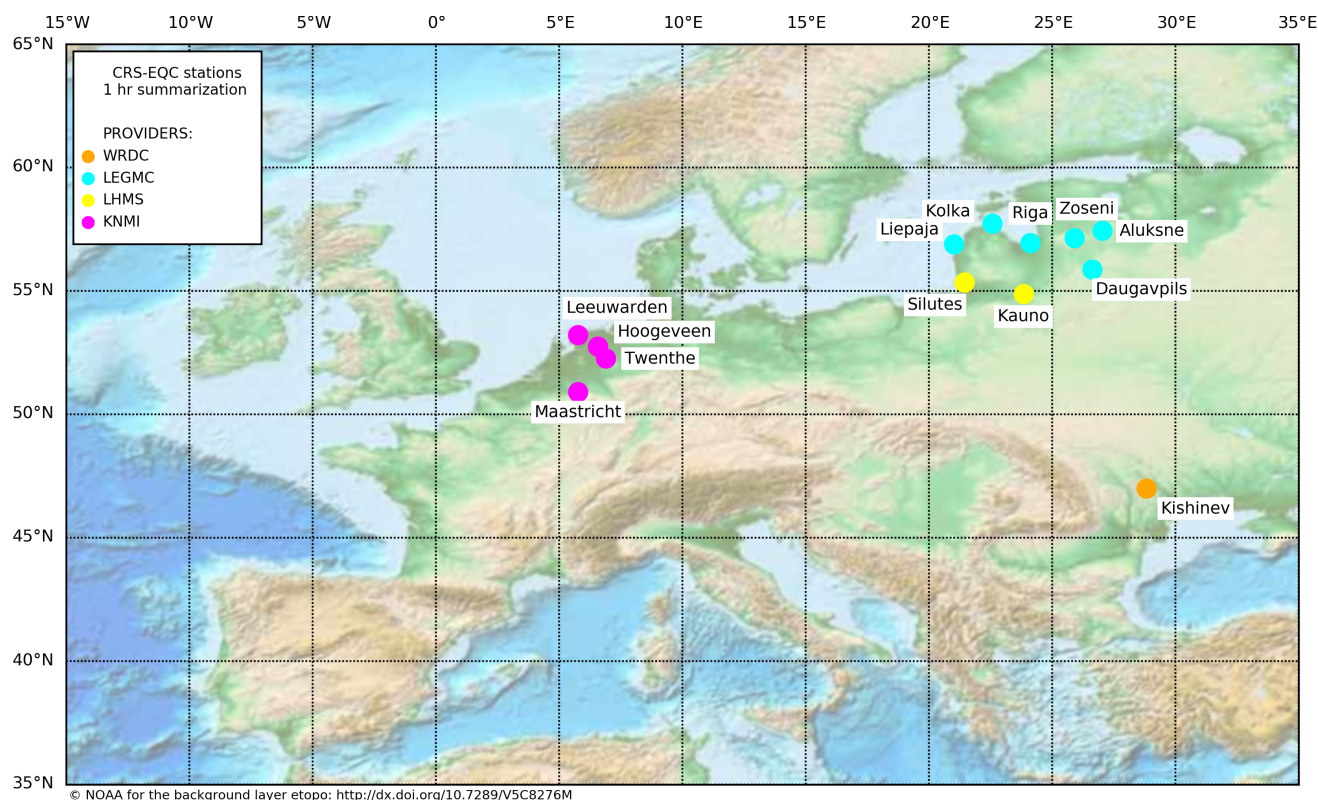 15°W 10°W 5°W 0° 5°E 10°E 15°E 20°E 25°E 30°E 35°E
65°N
CRS-EQC stations
1 hr summarization
PROVIDERS:
WRDC
LEGMC
LHMS
KNMI
60°N
Kolka
Riga
Zoseni
Liepaja
Aluksne
55°N
Daugavpils
Silutes
Kauno
Leeuwarden
Hoogeveen
Twenthe
50°N
Maastricht
Kishinev
45°N
40°N
35°N
© NOAA for the background layer etopo: http://dx.doi.org/10.7289/V5C8276M